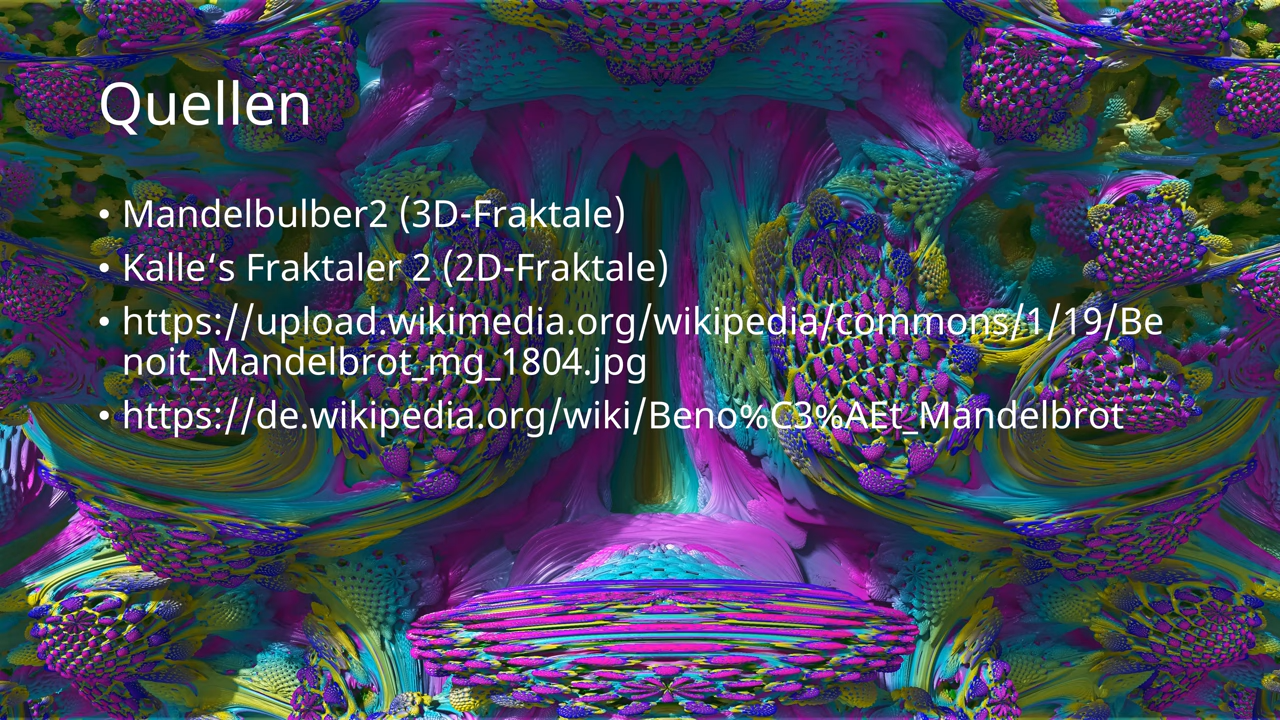 Quellen
• Mandelbulber2 (3D-Fraktale)
• Kalle‘s Fraktaler 2 (2D-Fraktale)
• https://upload.wikimedia.org/wikipedia/commons/1/19/Be
noit_Mandelbrot_mg_1804.jpg
• https://de.wikipedia.org/wiki/Beno%C3%AEt_Mandelbrot